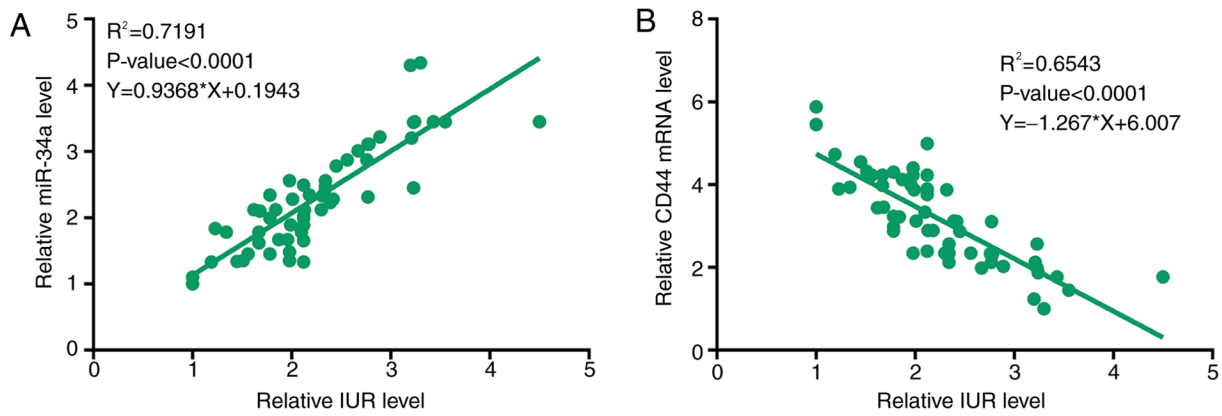 A
R²=0.7191
P-value<0.0001
Y=0.9368*X+0.1943
Relative miR-34a level
5
4
3
2
1
0
0 1 2 3 4 5
Relative IUR level
B
R²=0.6543
P-value<0.0001
Y=−1.267*X+6.007
Relative CD44 mRNA level
8
6
4
2
0
0 1 2 3 4 5
Relative IUR level